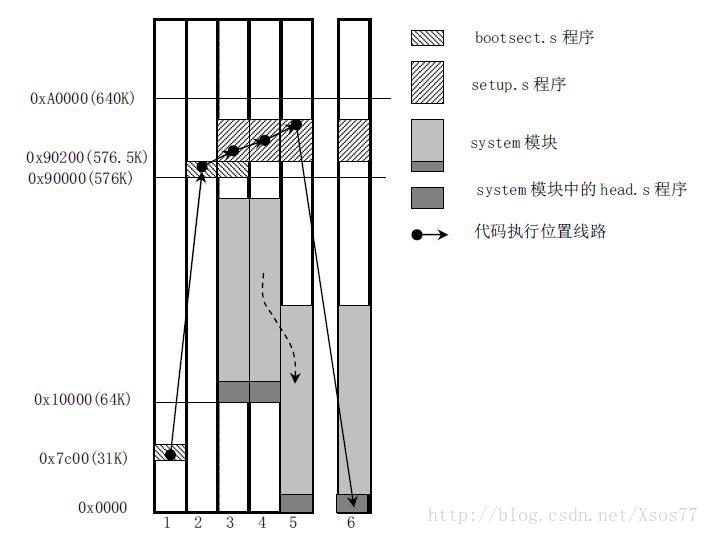 bootsect.s 程序
setup.s 程序
system 模块
system 模块中的 head.s 程序
代码执行位置线路
0xA0000(640K)
0x90200(576.5K)
0x90000(576K)
0x10000(64K)
0x7c00(31K)
0x0000
1 2 3 4 5 6
http://blog.csdn.net/Xsos77